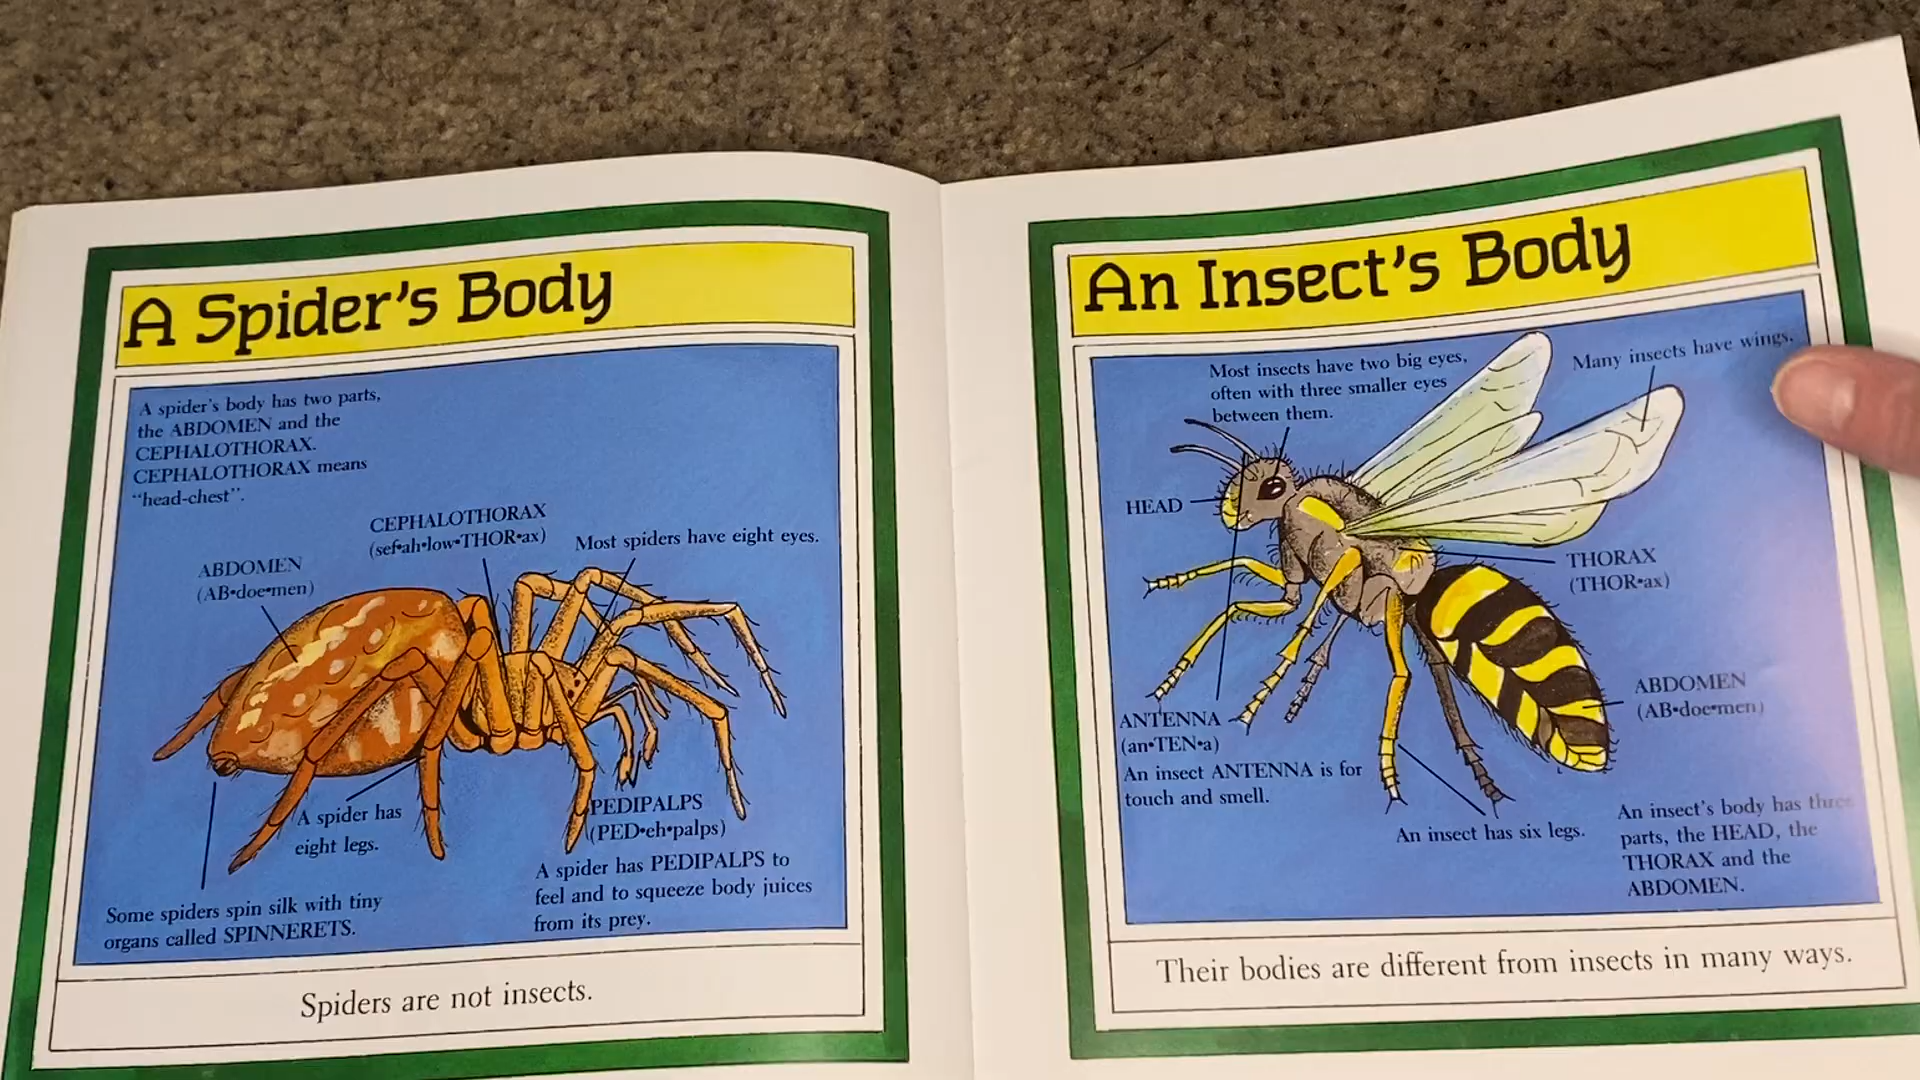 A Spider's Body
A spider's body has two parts,
the ABDOMEN and the
CEPHALOTHORAX.
CEPHALOTHORAX means
"head-chest".
CEPHALOTHORAX
(sef•ah•low•THOR•ax)
Most spiders have eight eyes.
ABDOMEN
(AB•doe•men)
A spider has
eight legs.
PEDIPALPS
(PED•eh•palps)
A spider has PEDIPALPS to
feel and to squeeze body juices
from its prey.
Some spiders spin silk with tiny
organs called SPINNERETS.
Spiders are not insects.
An Insect's Body
Most insects have two big eyes,
often with three smaller eyes
between them.
Many insects have wings.
HEAD
THORAX
(THOR•ax)
ABDOMEN
(AB•doe•men)
ANTENNA
(an•TEN•a)
An insect ANTENNA is for
touch and smell.
An insect has six legs.
An insect's body has three
parts, the HEAD, the
THORAX and the
ABDOMEN.
Their bodies are different from insects in many ways.